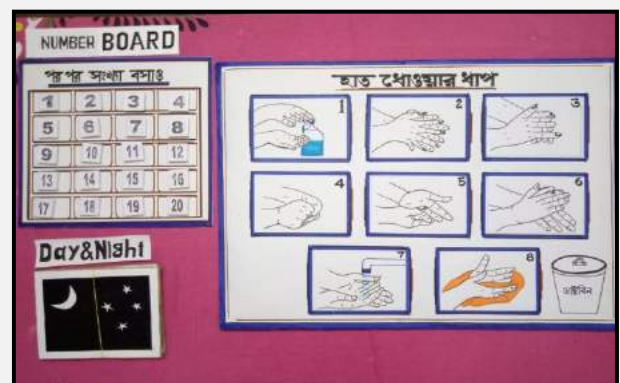 NUMBER BOARD
পর পর সংখ্যা বসাও
1 2 3 4
5 6 7 8
9 10 11 12
13 14 15 16
17 18 19 20
Day&Night
হাত ধোওয়ার ধাপ
1 2 3
4 5 6
7 8
ডাষ্টবিন